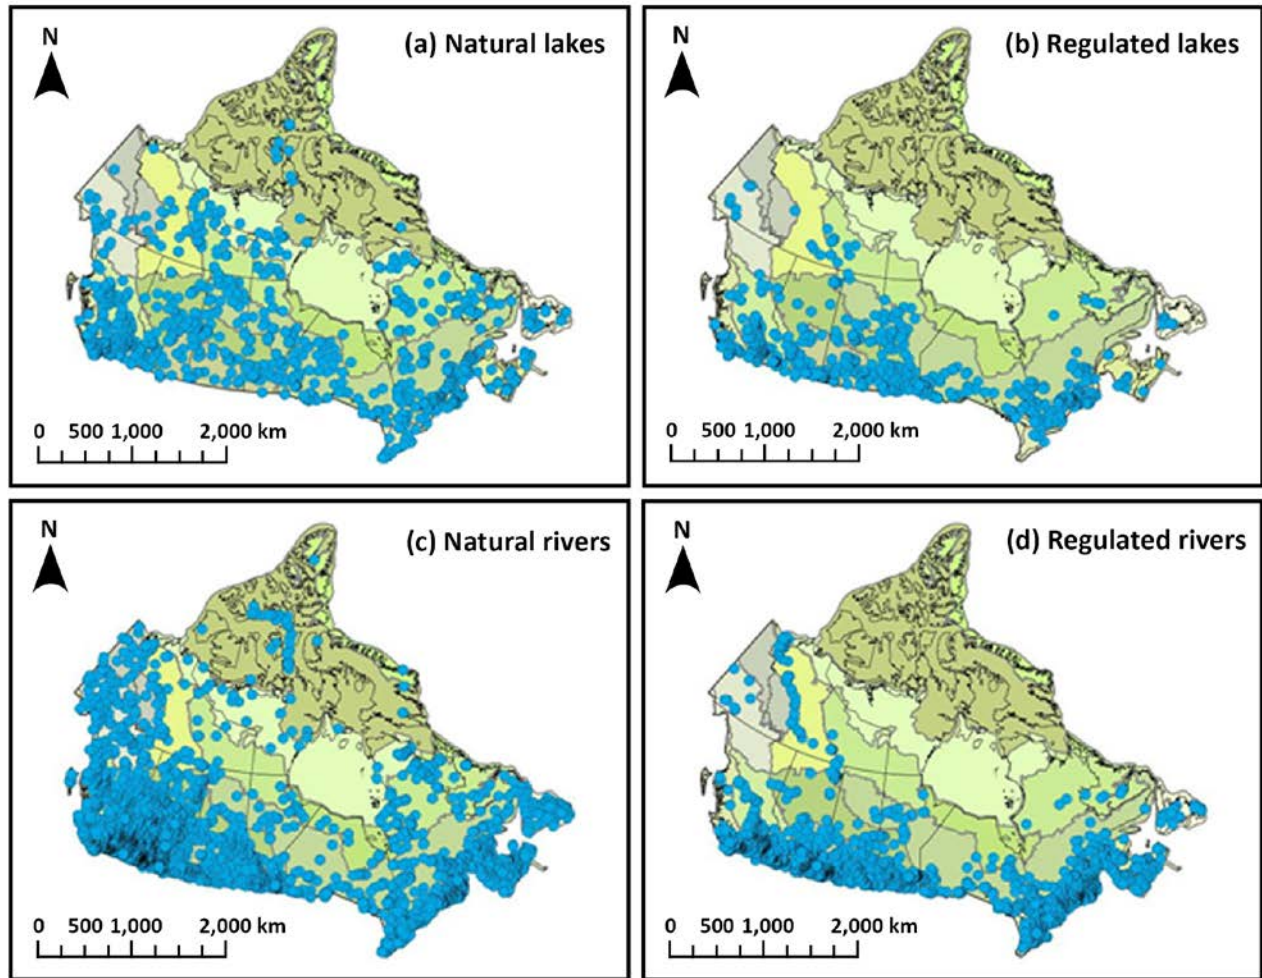 N
(a) Natural lakes
0 500 1,000 2,000 km
N
(b) Regulated lakes
0 500 1,000 2,000 km
N
(c) Natural rivers
0 500 1,000 2,000 km
N
(d) Regulated rivers
0 500 1,000 2,000 km